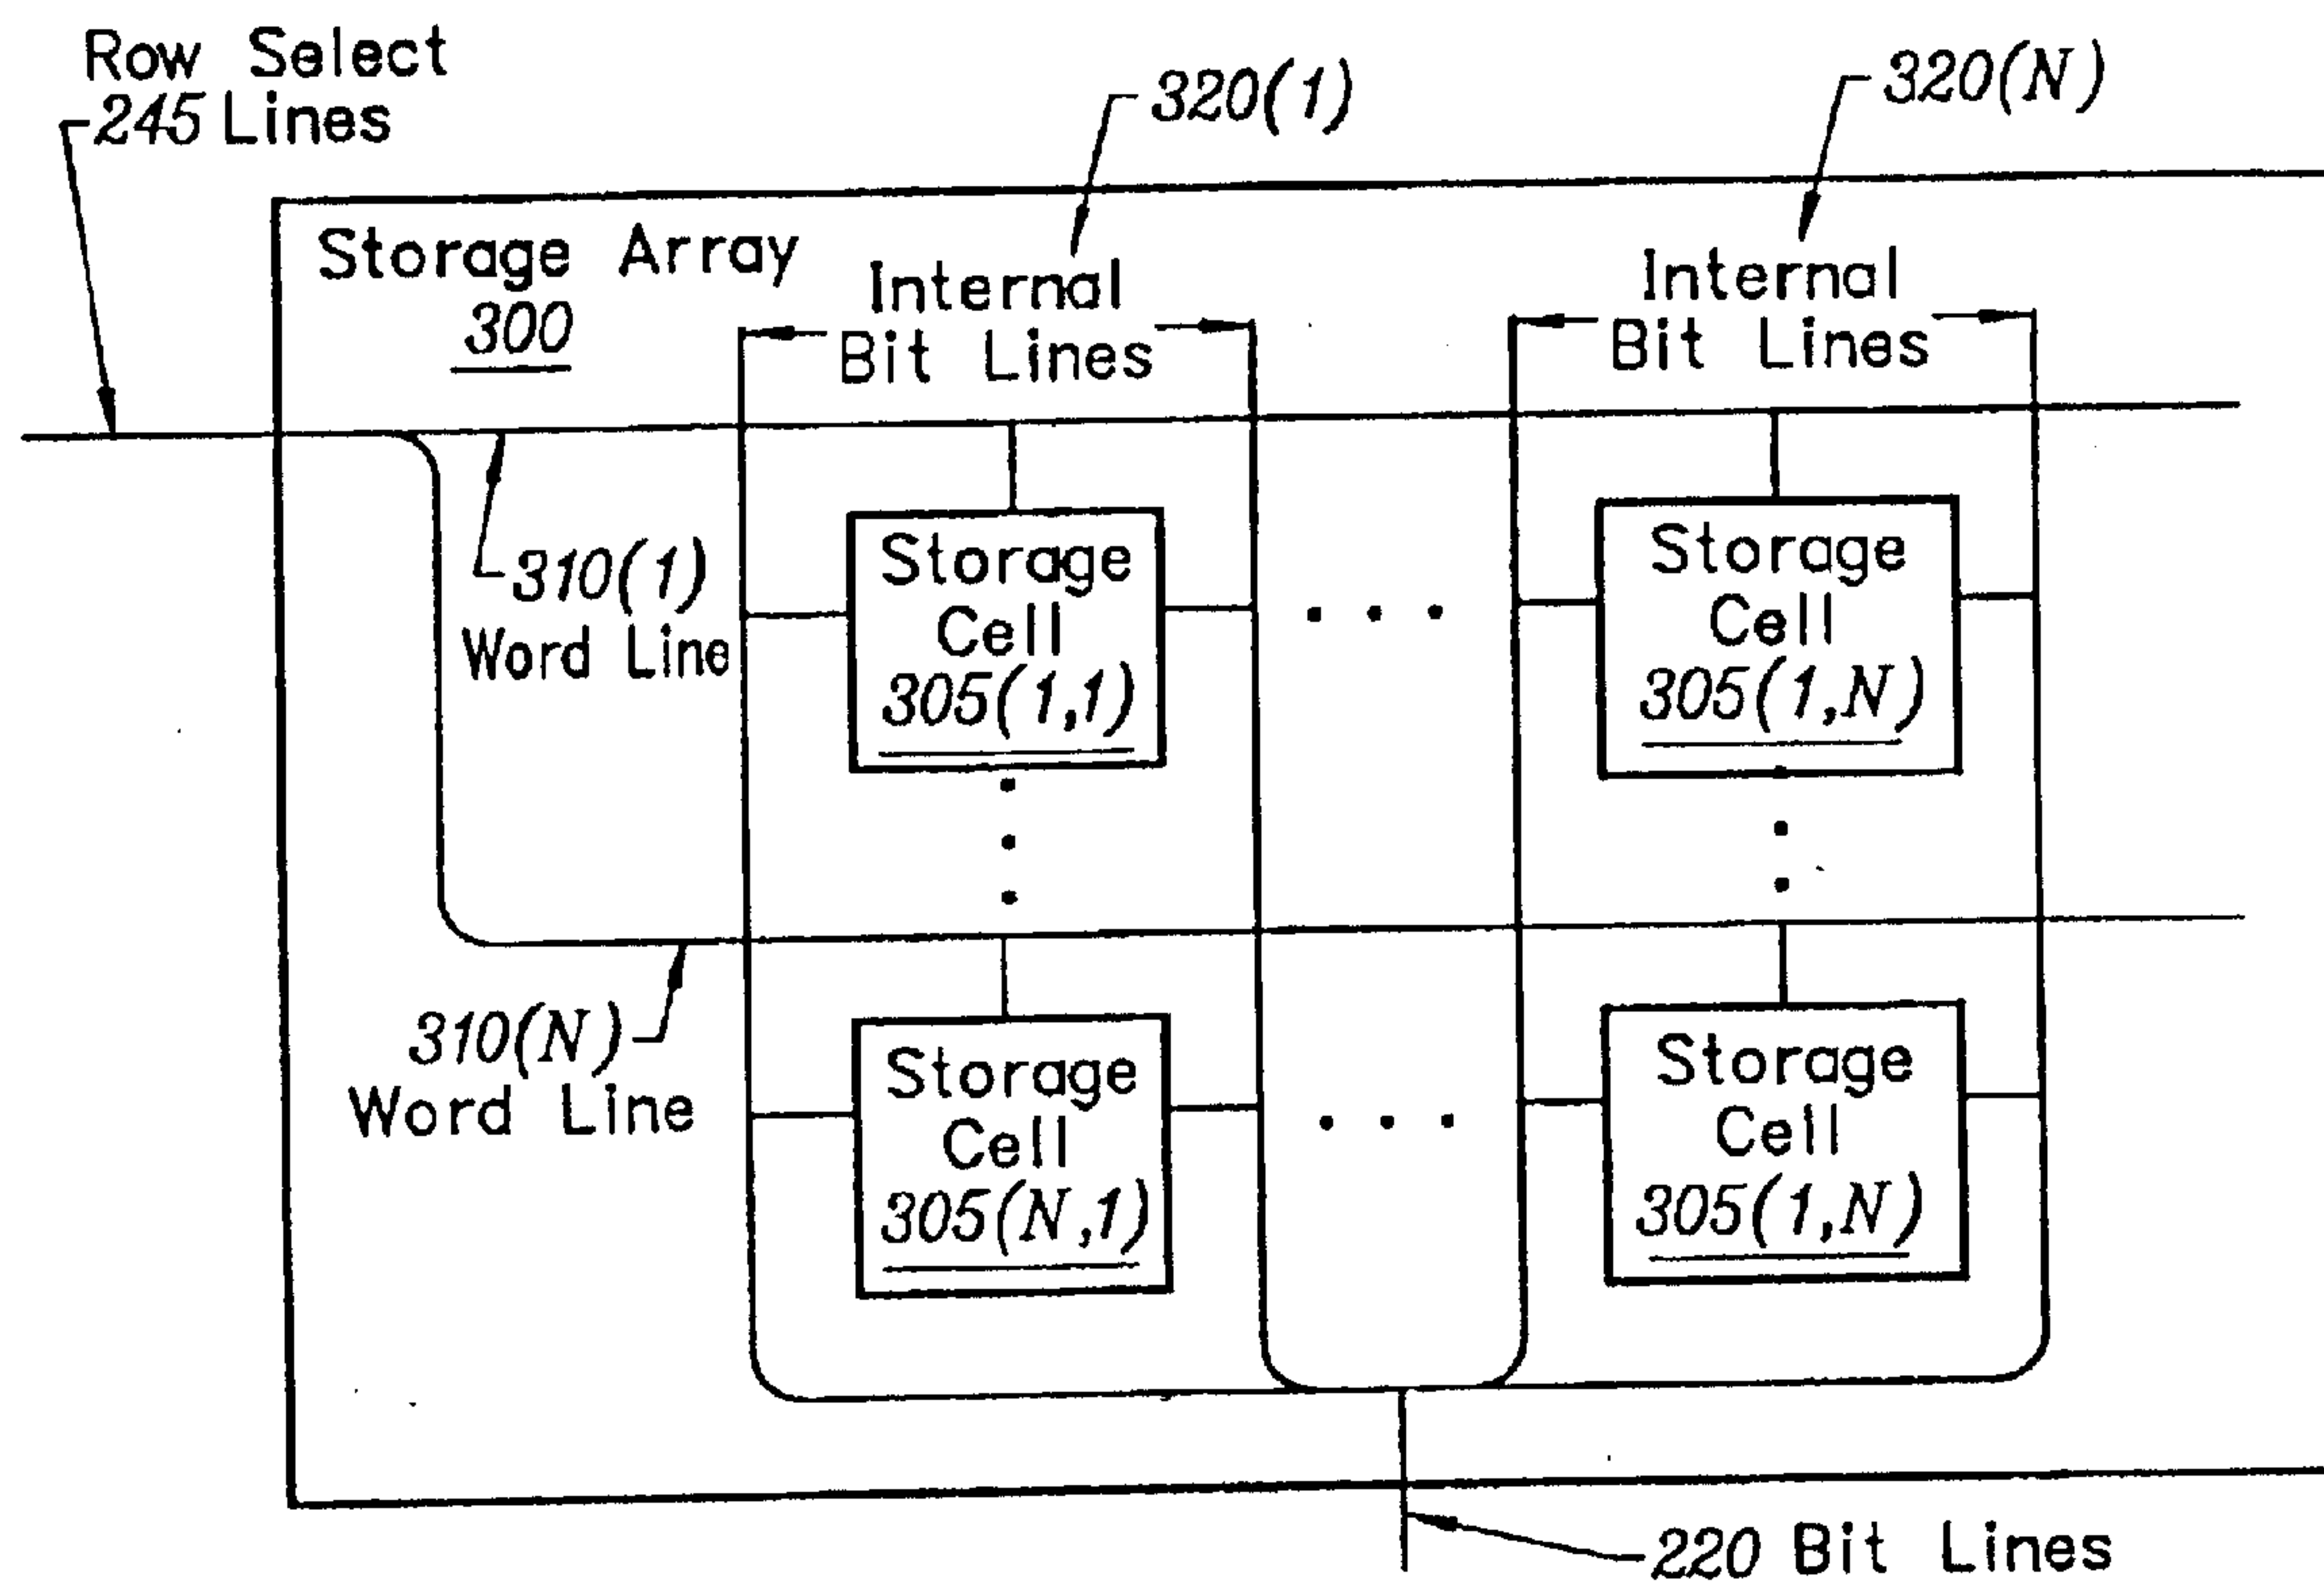 Row Select
245 Lines
320(1)
320(N)
Storage Array
300
Internal
Bit Lines
Internal
Bit Lines
310(1)
Word Line
Storage
Cell
305(1,1)
. . .
Storage
Cell
305(1,N)
310(N)
Word Line
Storage
Cell
305(N,1)
. . .
Storage
Cell
305(1,N)
220 Bit Lines